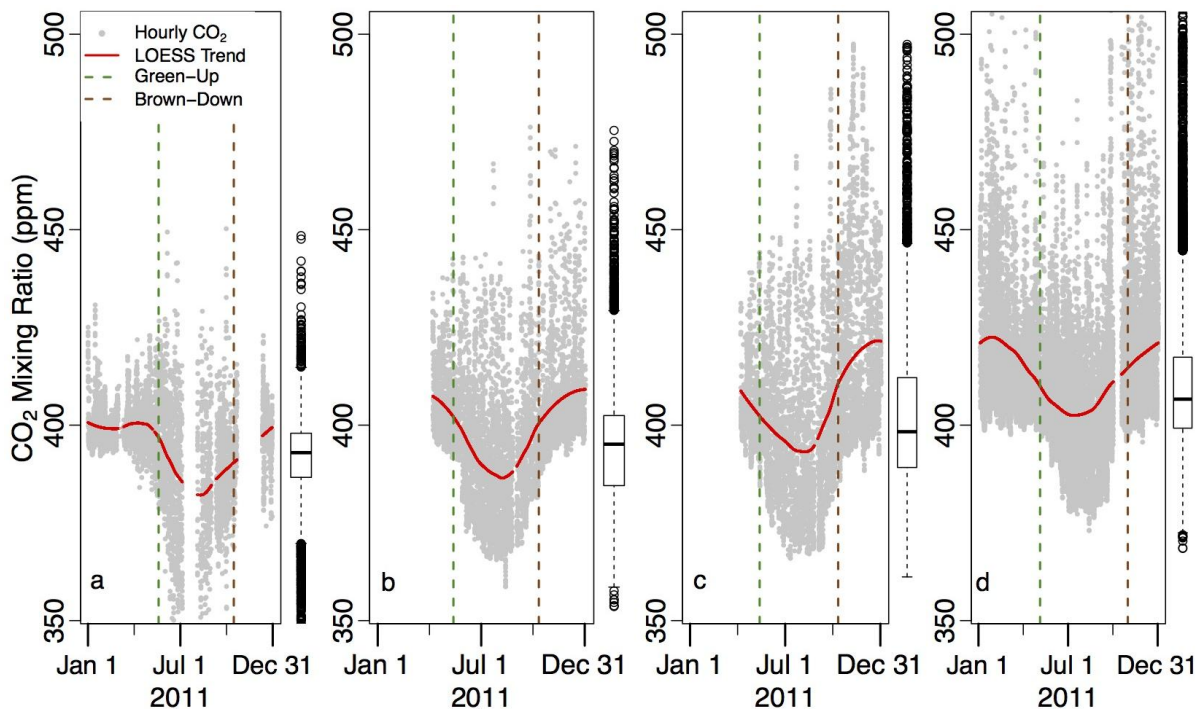 500
450
400
350
CO2 Mixing Ratio (ppm)
Hourly CO2
LOESS Trend
Green−Up
Brown−Down
a
Jan 1
Jul 1
Dec 31
2011
500
450
400
350
b
Jan 1
Jul 1
Dec 31
2011
500
450
400
350
c
Jan 1
Jul 1
Dec 31
2011
500
450
400
350
d
Jan 1
Jul 1
Dec 31
2011